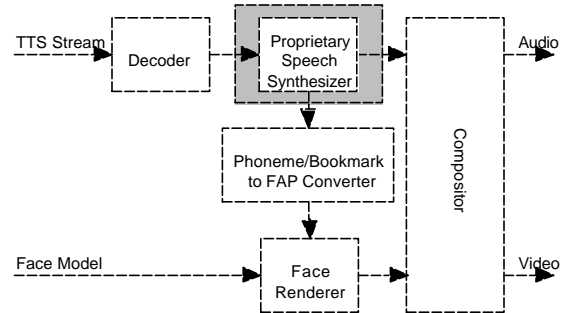 TTS Stream
Decoder
Proprietary
Speech
Synthesizer
Audio
Phoneme/Bookmark
to FAP Converter
Compositor
Face Model
Face
Renderer
Video